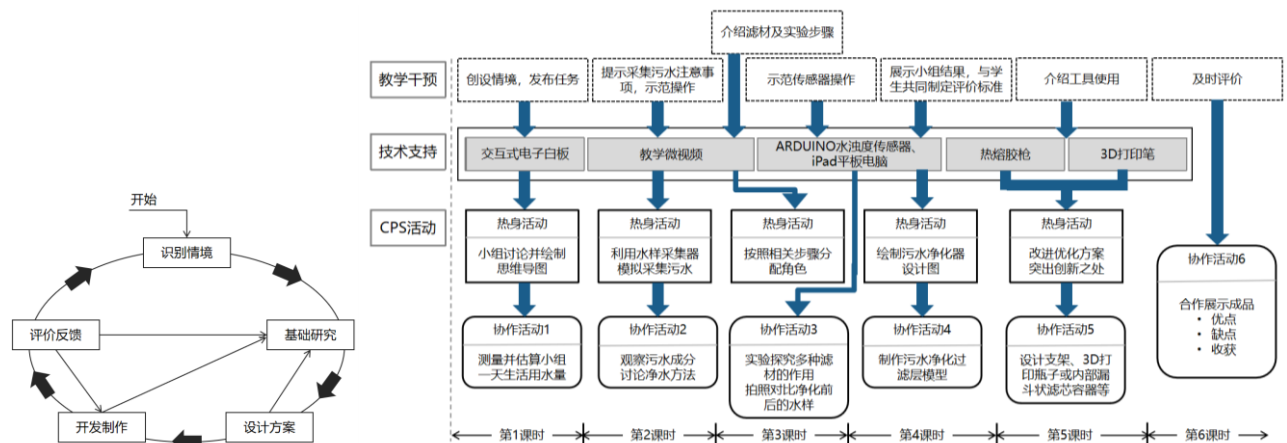 开始
识别情境
评价反馈
基础研究
开发制作
设计方案
介绍滤材及实验步骤
教学干预
创设情境，发布任务
提示采集污水注意事
项，示范操作
示范传感器操作
展示小组结果，与学
生共同制定评价标准
介绍工具使用
及时评价
技术支持
交互式电子白板
教学微视频
ARDUINO水浊度传感器、
iPad平板电脑
热熔胶枪
3D打印笔
CPS活动
热身活动
小组讨论并绘制
思维导图
热身活动
利用水样采集器
模拟采集污水
热身活动
按照相关步骤分
配角色
热身活动
绘制污水净化器
设计图
热身活动
改进优化方案
突出创新之处
协作活动1
测量并估算小组
一天生活用水量
协作活动2
观察污水成分
讨论净水方法
协作活动3
实验探究多种滤
材的作用
拍照对比净化前
后的水样
协作活动4
制作污水净化过
滤层模型
协作活动5
设计支架、3D打
印瓶子或内部漏
斗状滤芯容器等
协作活动6
合作展示成品
• 优点
• 缺点
• 收获
第1课时
第2课时
第3课时
第4课时
第5课时
第6课时